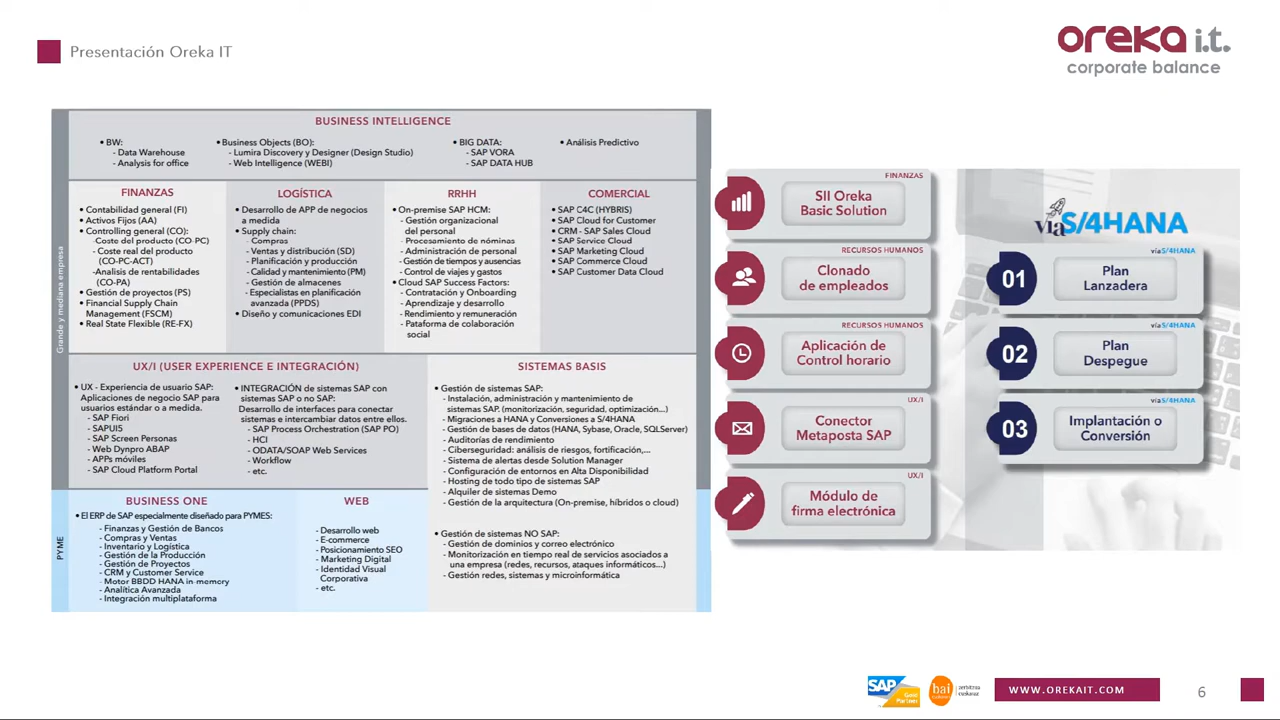 Presentación Oreka IT
oreka i.t.
corporate balance
BUSINESS INTELLIGENCE
• BW:
- Data Warehouse
- Analysis for office
• Business Objects (BO):
- Lumira Discovery y Designer (Design Studio)
- Web Intelligence (WEBI)
• BIG DATA:
- SAP VORA
- SAP DATA HUB
• Análisis Predictivo
Grande y mediana empresa
FINANZAS
• Contabilidad general (FI)
• Activos Fijos (AA)
• Controlling general (CO):
-Coste del producto (CO-PC)
- Coste real del producto
(CO-PC-ACT)
-Analisis de rentabilidades
(CO-PA)
• Gestión de proyectos (PS)
• Financial Supply Chain
Management (FSCM)
• Real State Flexible (RE-FX)
LOGÍSTICA
• Desarrollo de APP de negocios
a medida
• Supply chain:
- Compras
- Ventas y distribución (SD)
- Planificación y producción
- Calidad y mantenimiento (PM)
- Gestión de almacenes
- Especialistas en planificación
avanzada (PPDS)
• Diseño y comunicaciones EDI
RRHH
• On-premise SAP HCM:
- Gestión organizacional
del personal
- Procesamiento de nóminas
- Administración de personal
- Gestión de tiempos y ausencias
- Control de viajes y gastos
• Cloud SAP Success Factors:
- Contratación y Onboarding
- Aprendizaje y desarrollo
- Rendimiento y remuneración
- Pataforma de colaboración
social
COMERCIAL
• SAP C4C (HYBRIS)
• SAP Cloud for Customer
• CRM - SAP Sales Cloud
• SAP Service Cloud
• SAP Marketing Cloud
• SAP Commerce Cloud
• SAP Customer Data Cloud
UX/I (USER EXPERIENCE E INTEGRACIÓN)
• UX - Experiencia de usuario SAP:
Aplicaciones de negocio SAP para
usuarios estándar o a medida.
- SAP Fiori
- SAPUI5
- SAP Screen Personas
- Web Dynpro ABAP
- APPs móviles
- SAP Cloud Platform Portal
• INTEGRACIÓN de sistemas SAP con
sistemas SAP o no SAP:
Desarrollo de interfaces para conectar
sistemas e intercambiar datos entre ellos.
- SAP Process Orchestration (SAP PO)
- HCI
- ODATA/SOAP Web Services
- Workflow
- etc.
SISTEMAS BASIS
• Gestión de sistemas SAP:
- Instalación, administración y mantenimiento de
sistemas SAP. (monitorización, seguridad, optimización...)
- Migraciones a HANA y Conversiones a S/4HANA
- Gestión de bases de datos (HANA, Sybase, Oracle, SQLServer)
- Auditorías de rendimiento
- Ciberseguridad: análisis de riesgos, fortificación,...
- Sistema de alertas desde Solution Manager
- Configuración de entornos en Alta Disponibilidad
- Hosting de todo tipo de sistemas SAP
- Alquiler de sistemas Demo
- Gestión de la arquitectura (On-premise, híbridos o cloud)
• Gestión de sistemas NO SAP:
- Gestión de dominios y correo electrónico
- Monitorización en tiempo real de servicios asociados a
una empresa (redes, recursos, ataques informáticos...)
- Gestión redes, sistemas y microinformática
PYME
BUSINESS ONE
• El ERP de SAP especialmente diseñado para PYMES:
- Finanzas y Gestión de Bancos
- Compras y Ventas
- Inventario y Logística
- Gestión de la Producción
- Gestión de Proyectos
- CRM y Customer Service
- Motor BBDD HANA in memory
- Analítica Avanzada
- Integración multiplataforma
WEB
- Desarrollo web
- E-commerce
- Posicionamiento SEO
- Marketing Digital
- Identidad Visual
Corporativa
- etc.
FINANZAS
SII Oreka
Basic Solution
RECURSOS HUMANOS
Clonado
de empleados
RECURSOS HUMANOS
Aplicación de
Control horario
UX/I
Conector
Metaposta SAP
UX/I
Módulo de
firma electrónica
vía S/4HANA
víaS/4HANA
01
Plan
Lanzadera
víaS/4HANA
02
Plan
Despegue
víaS/4HANA
03
Implantación o
Conversión
SAP
Gold
Partner
bai
WWW.OREKAIT.COM
6